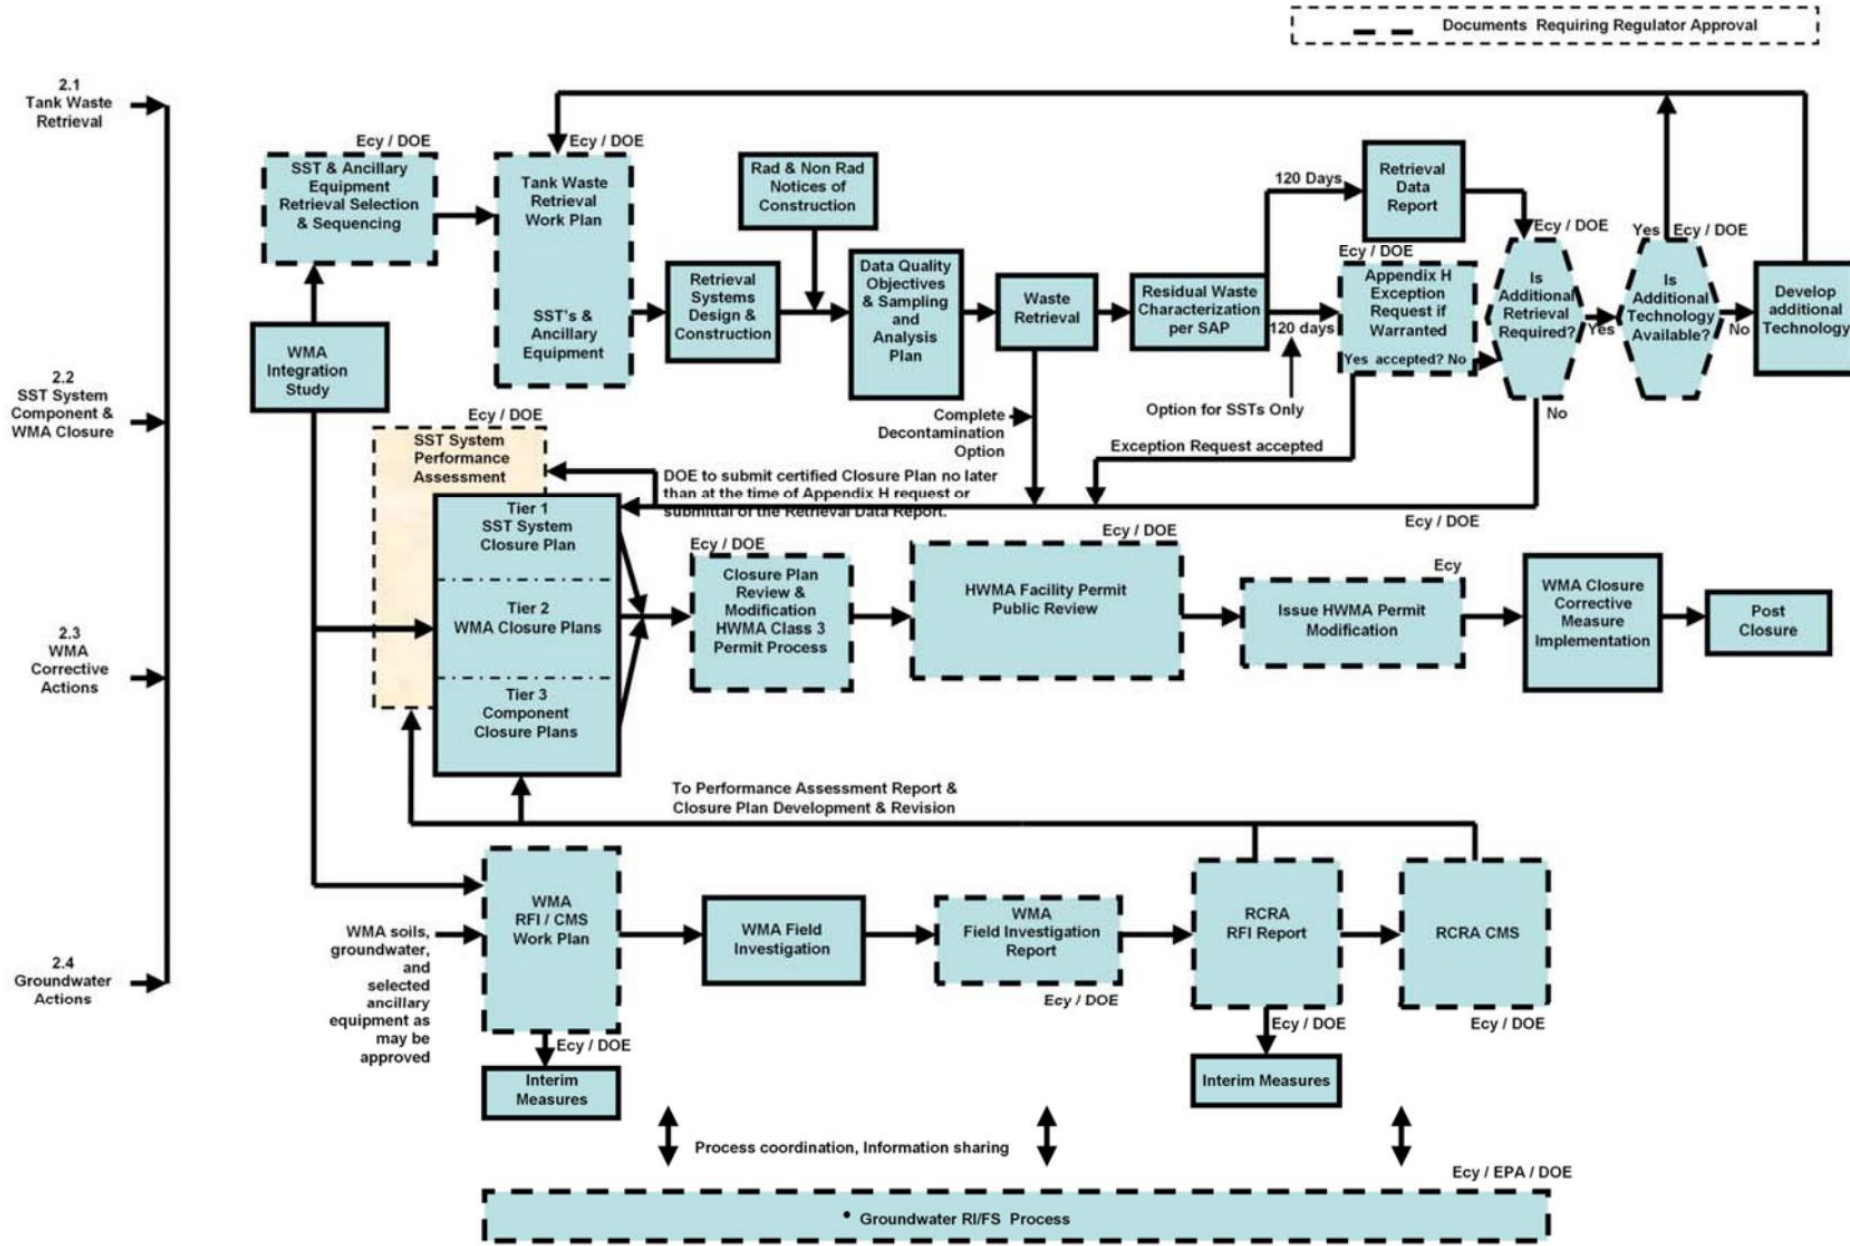 Documents Requiring Regulator Approval
2.1
Tank Waste
Retrieval
2.2
SST System
Component &
WMA Closure
2.3
WMA
Corrective
Actions
2.4
Groundwater
Actions
Ecy / DOE
SST & Ancillary
Equipment
Retrieval Selection
& Sequencing
WMA
Integration
Study
Ecy / DOE
Tank Waste
Retrieval
Work Plan
SST's &
Ancillary
Equipment
Retrieval
Systems
Design &
Construction
Rad & Non Rad
Notices of
Construction
Data Quality
Objectives
& Sampling
and
Analysis
Plan
Waste
Retrieval
Residual Waste
Characterization
per SAP
120 Days
120 days
Option for SSTs Only
Retrieval
Data
Report
Ecy / DOE
Appendix H
Exception
Request if
Warranted
Yes accepted? No
Ecy / DOE
Is
Additional
Retrieval
Required?
Yes
No
Yes
Ecy / DOE
Is
Additional
Technology
Available?
No
Develop
additional
Technology
Complete
Decontamination
Option
Exception Request accepted
Ecy / DOE
SST System
Performance
Assessment
DOE to submit certified Closure Plan no later
than at the time of Appendix H request or
submittal of the Retrieval Data Report.
Ecy / DOE
Tier 1
SST System
Closure Plan
Tier 2
WMA Closure Plans
Tier 3
Component
Closure Plans
Ecy / DOE
Closure Plan
Review &
Modification
HWMA Class 3
Permit Process
Ecy / DOE
HWMA Facility Permit
Public Review
Ecy
Issue HWMA Permit
Modification
WMA Closure
Corrective
Measure
Implementation
Post
Closure
To Performance Assessment Report &
Closure Plan Development & Revision
WMA soils,
groundwater,
and
selected
ancillary
equipment as
may be
approved
WMA
RFI / CMS
Work Plan
Ecy / DOE
Interim
Measures
WMA Field
Investigation
WMA
Field Investigation
Report
Ecy / DOE
RCRA
RFI Report
Ecy / DOE
Interim Measures
RCRA CMS
Ecy / DOE
Process coordination, Information sharing
Ecy / EPA / DOE
• Groundwater RI/FS Process